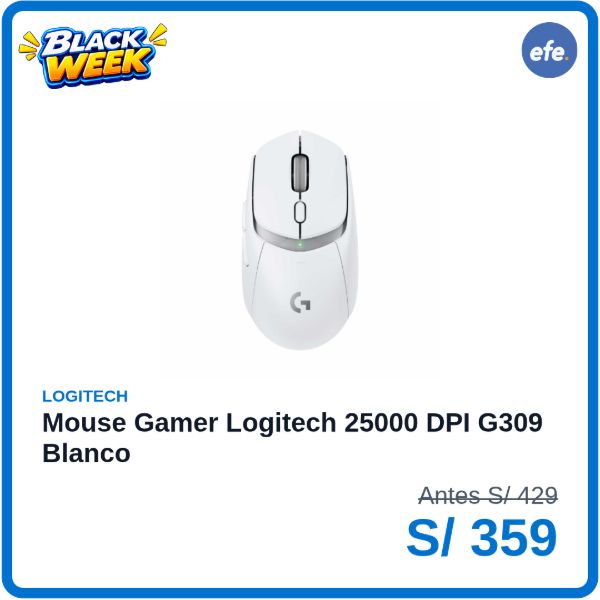 BLACK
WEEK
efe.
G
LOGITECH
Mouse Gamer Logitech 25000 DPI G309
Blanco
Antes S/ 429
S/ 359